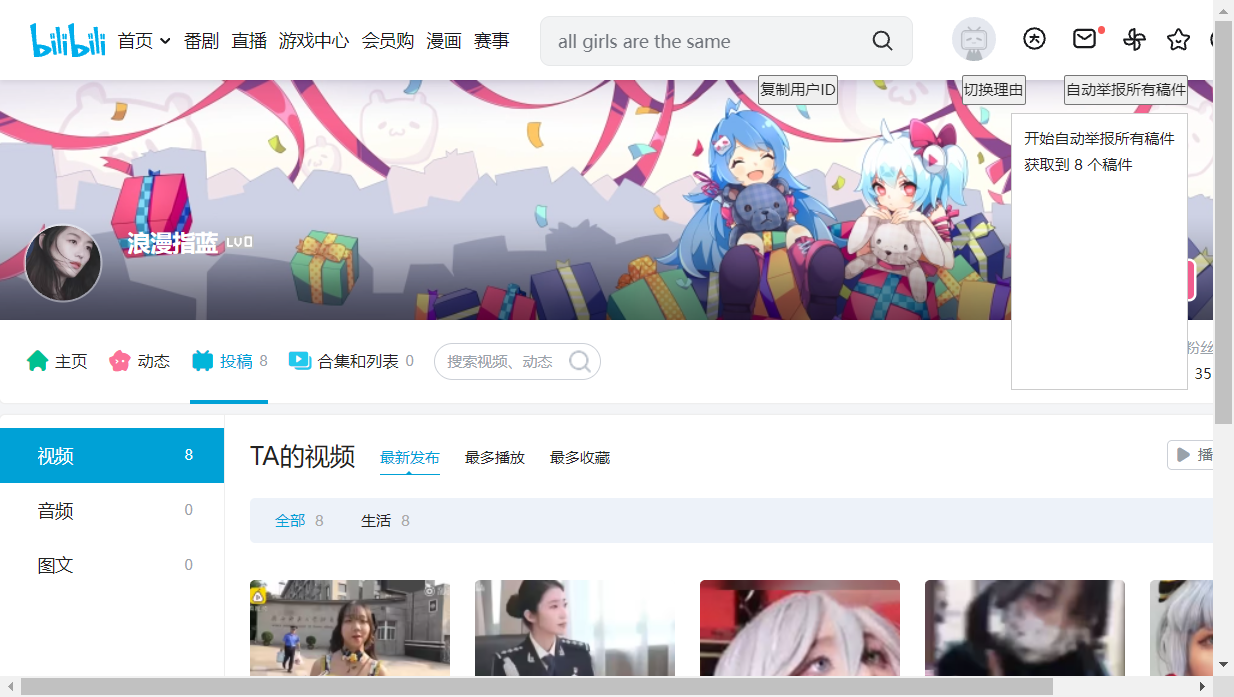 bilibili 首页 番剧 直播 游戏中心 会员购 漫画 赛事 all girls are the same
复制用户ID 切换理由 自动举报所有稿件
开始自动举报所有稿件
获取到 8 个稿件
浪漫指蓝 LV0
主页 动态 投稿 8 合集和列表 0 搜索视频、动态
粉丝
35
视频 8
音频 0
图文 0
TA的视频 最新发布 最多播放 最多收藏 播
全部 8 生活 8